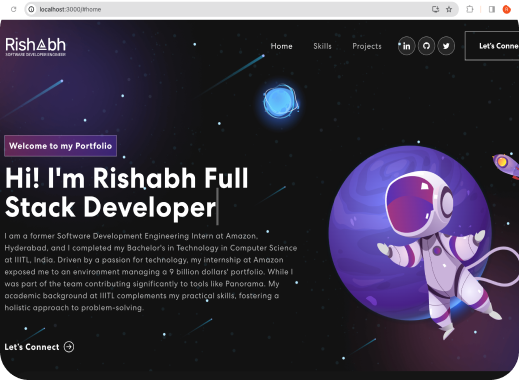 localhost:3000/#home
Rishabh
SOFTWARE DEVELOPER ENGINEER
Home Skills Projects Let's Conne
Welcome to my Portfolio
Hi! I'm Rishabh Full
Stack Developer
I am a former Software Development Engineering Intern at Amazon,
Hyderabad, and I completed my Bachelor's in Technology in Computer Science
at IIITL, India. Driven by a passion for technology, my internship at Amazon
exposed me to an environment managing a 9 billion dollars' portfolio. While I
was part of the team contributing significantly to tools like Panorama. My
academic background at IIITL complements my practical skills, fostering a
holistic approach to problem-solving.
Let's Connect